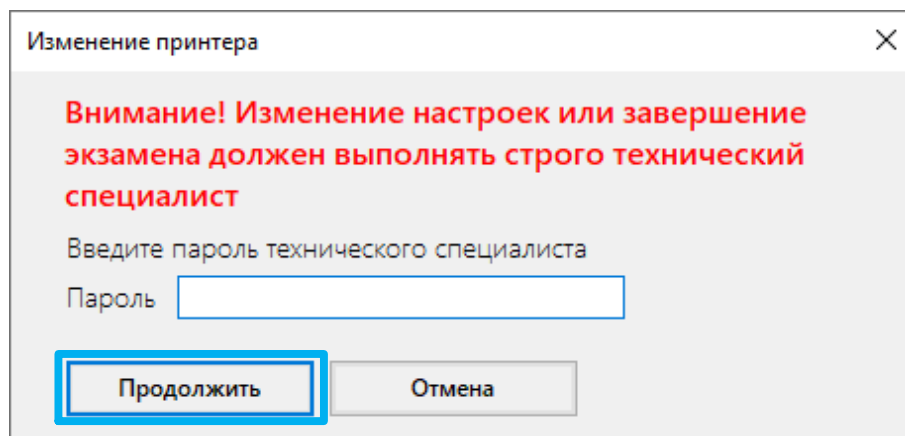 Изменение принтера
Внимание! Изменение настроек или завершение
экзамена должен выполнять строго технический
специалист
Введите пароль технического специалиста
Пароль
Продолжить Отмена